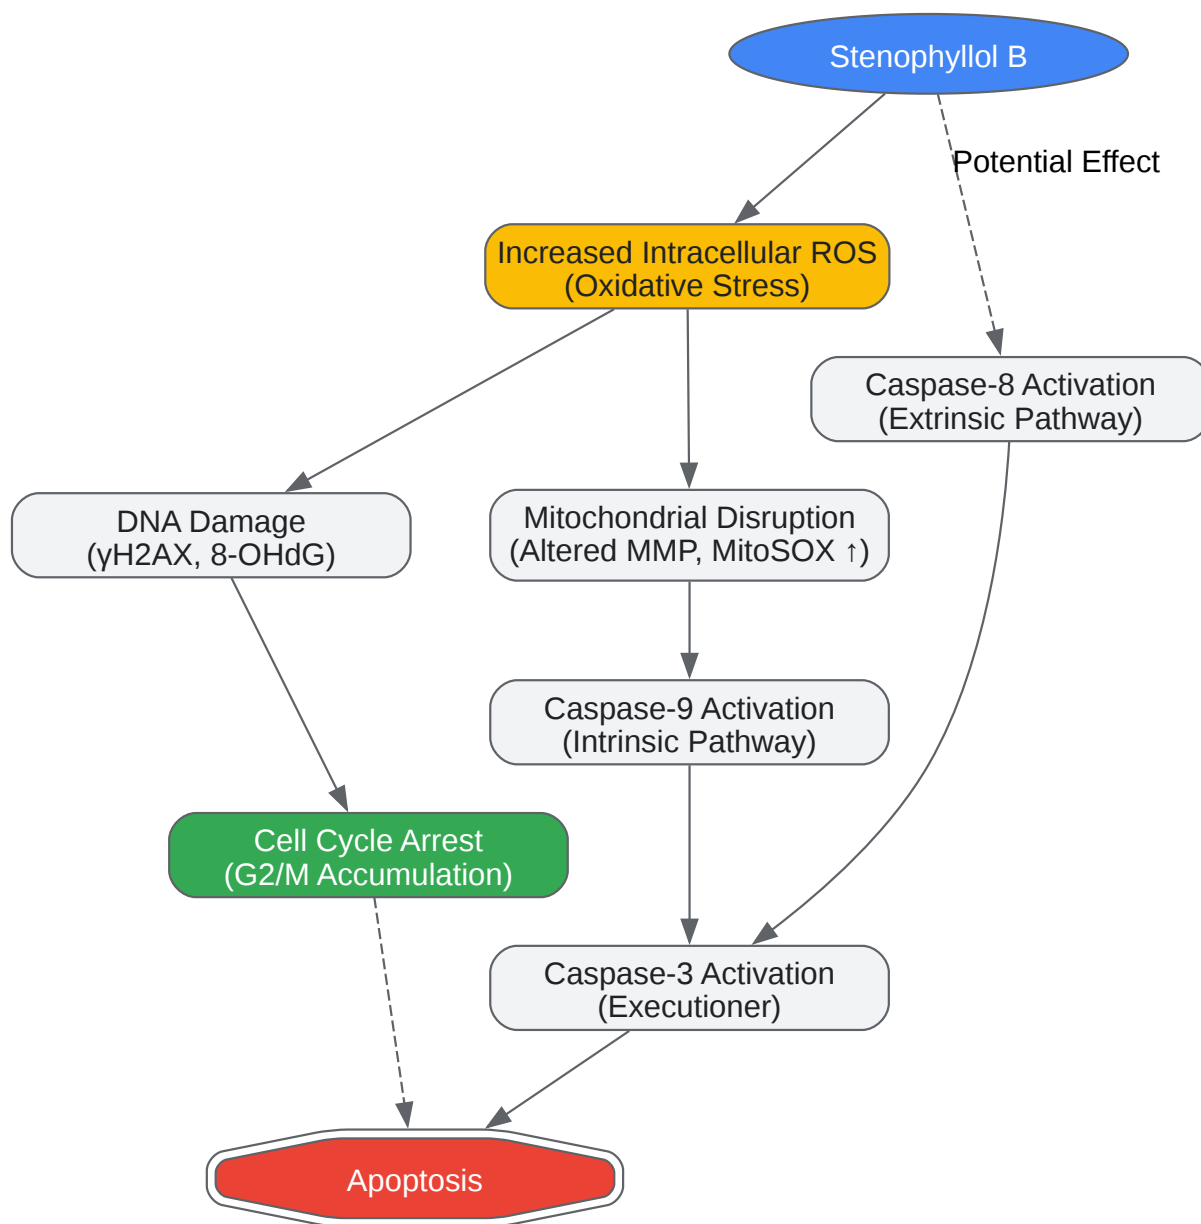 Stenophyllol B
Potential Effect
Increased Intracellular ROS
(Oxidative Stress)
Caspase-8 Activation
(Extrinsic Pathway)
DNA Damage
(γH2AX, 8-OHdG)
Mitochondrial Disruption
(Altered MMP, MitoSOX ↑)
Caspase-9 Activation
(Intrinsic Pathway)
Cell Cycle Arrest
(G2/M Accumulation)
Caspase-3 Activation
(Executioner)
Apoptosis